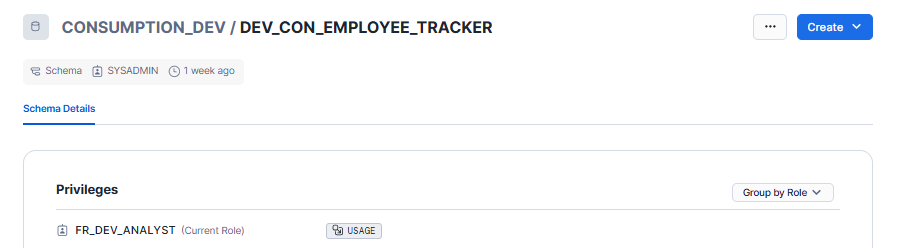 CONSUMPTION_DEV / DEV_CON_EMPLOYEE_TRACKER
... Create
Schema SYSADMIN 1 week ago
Schema Details
Privileges
Group by Role
FR_DEV_ANALYST (Current Role) USAGE